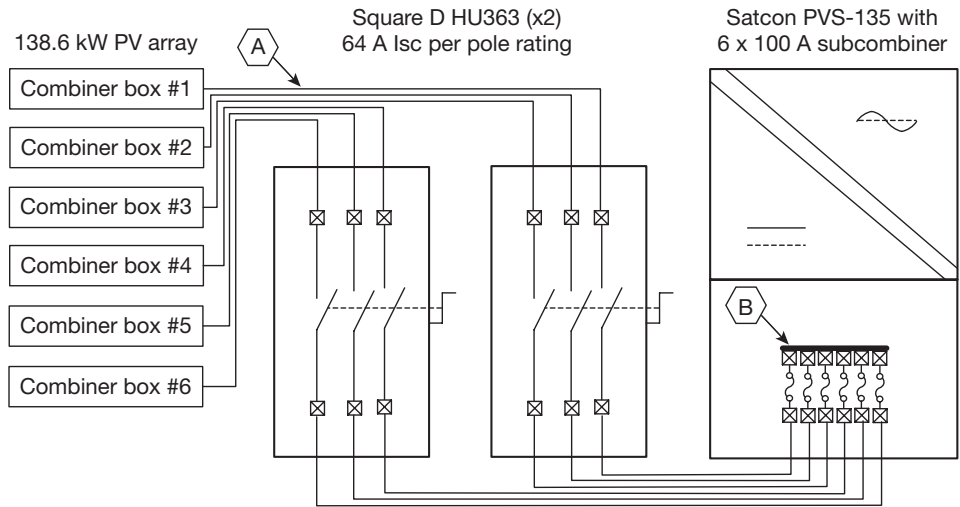 138.6 kW PV array
Square D HU363 (x2)
64 A Isc per pole rating
Satcon PVS-135 with
6 x 100 A subcombiner
A
Combiner box #1
Combiner box #2
Combiner box #3
Combiner box #4
Combiner box #5
Combiner box #6
B